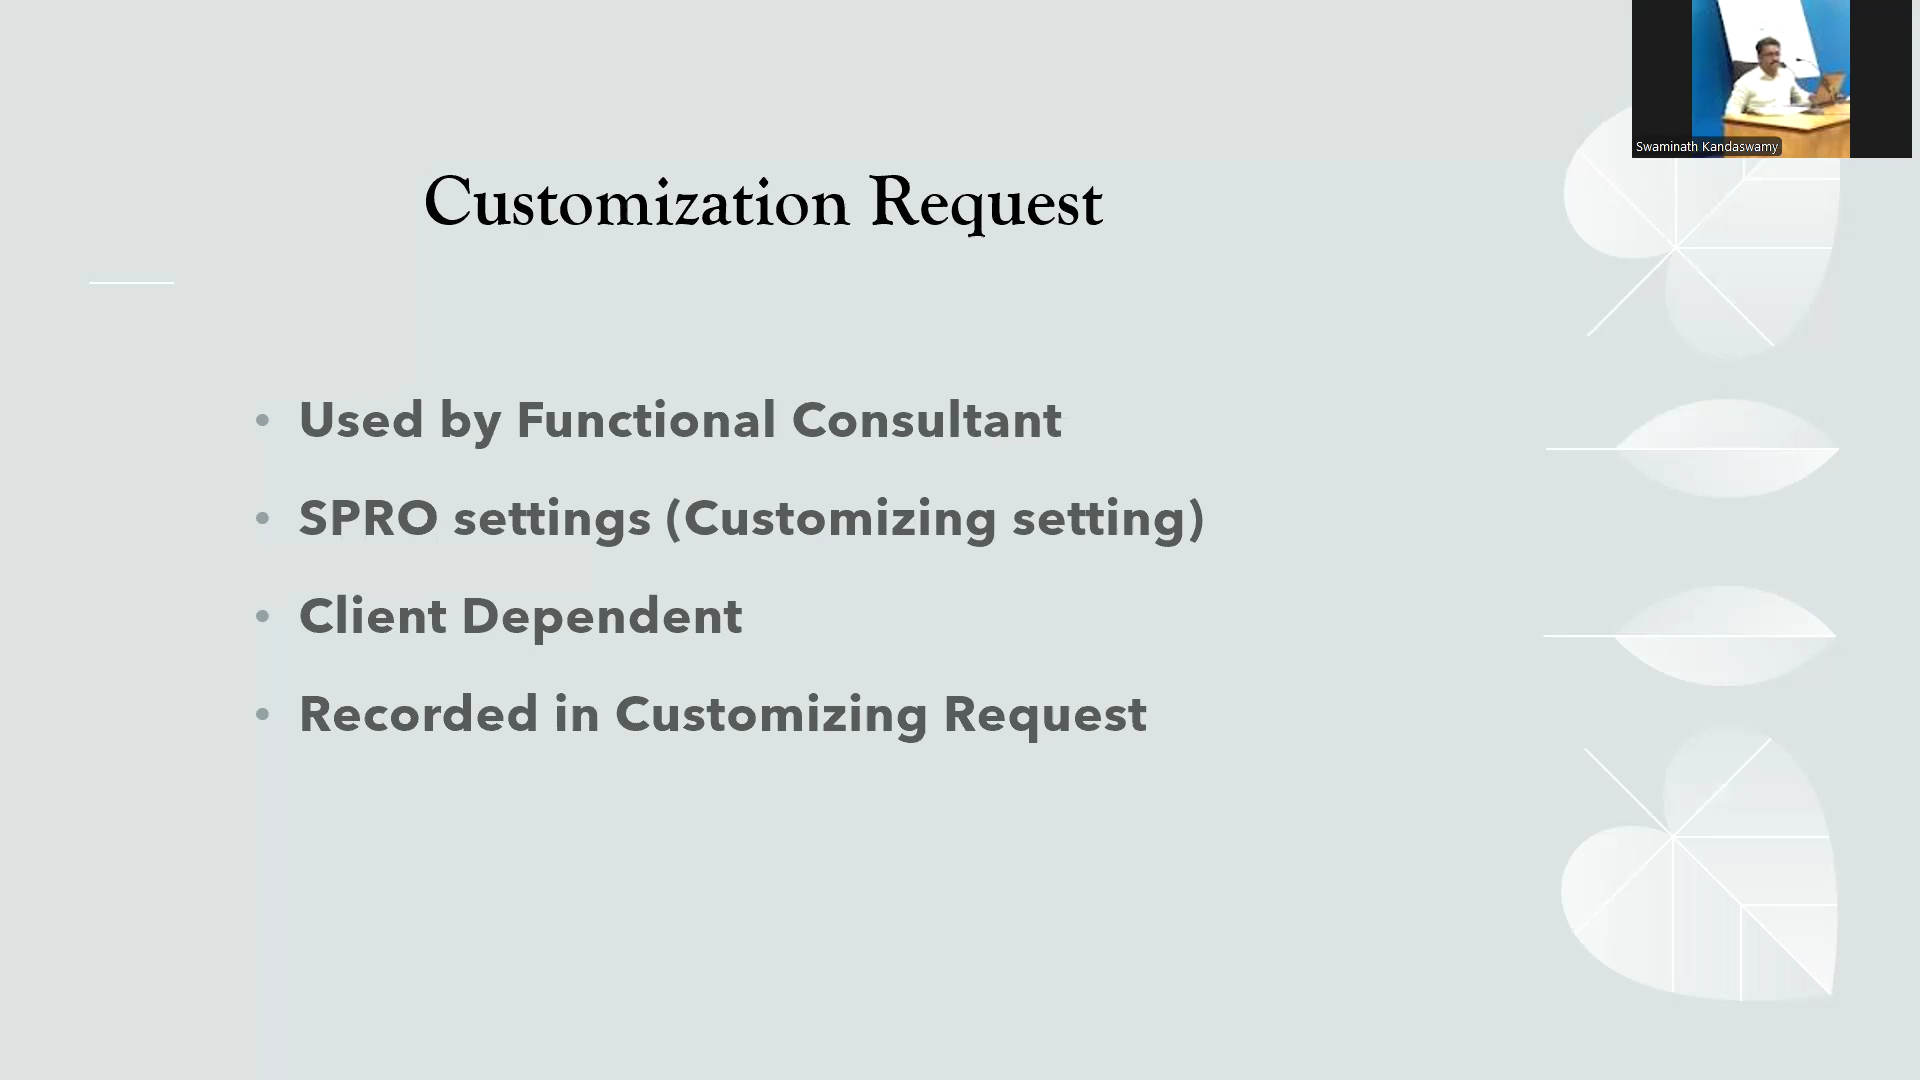 Swaminath Kandaswamy
Customization Request
• Used by Functional Consultant
• SPRO settings (Customizing setting)
• Client Dependent
• Recorded in Customizing Request